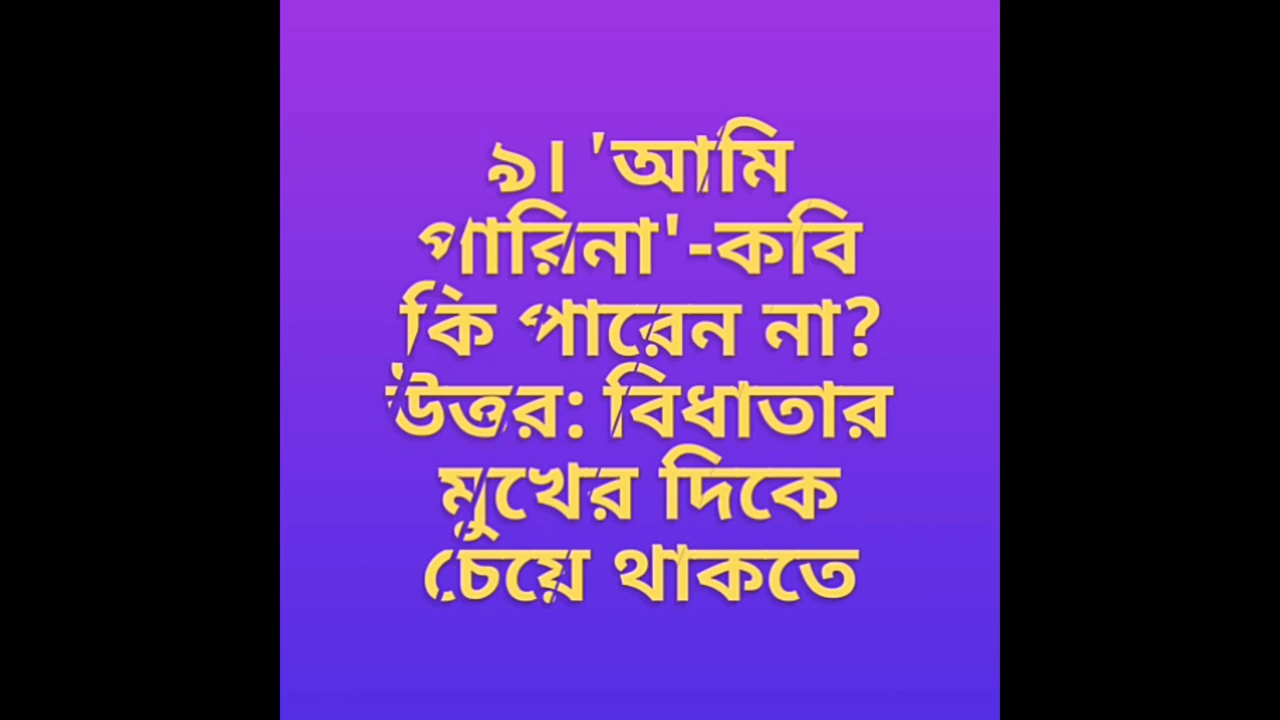 ৯। 'আমি
পারিনা'-কবি
কি পারেন না?
উত্তর: বিধাতার
মুখের দিকে
চেয়ে থাকতে